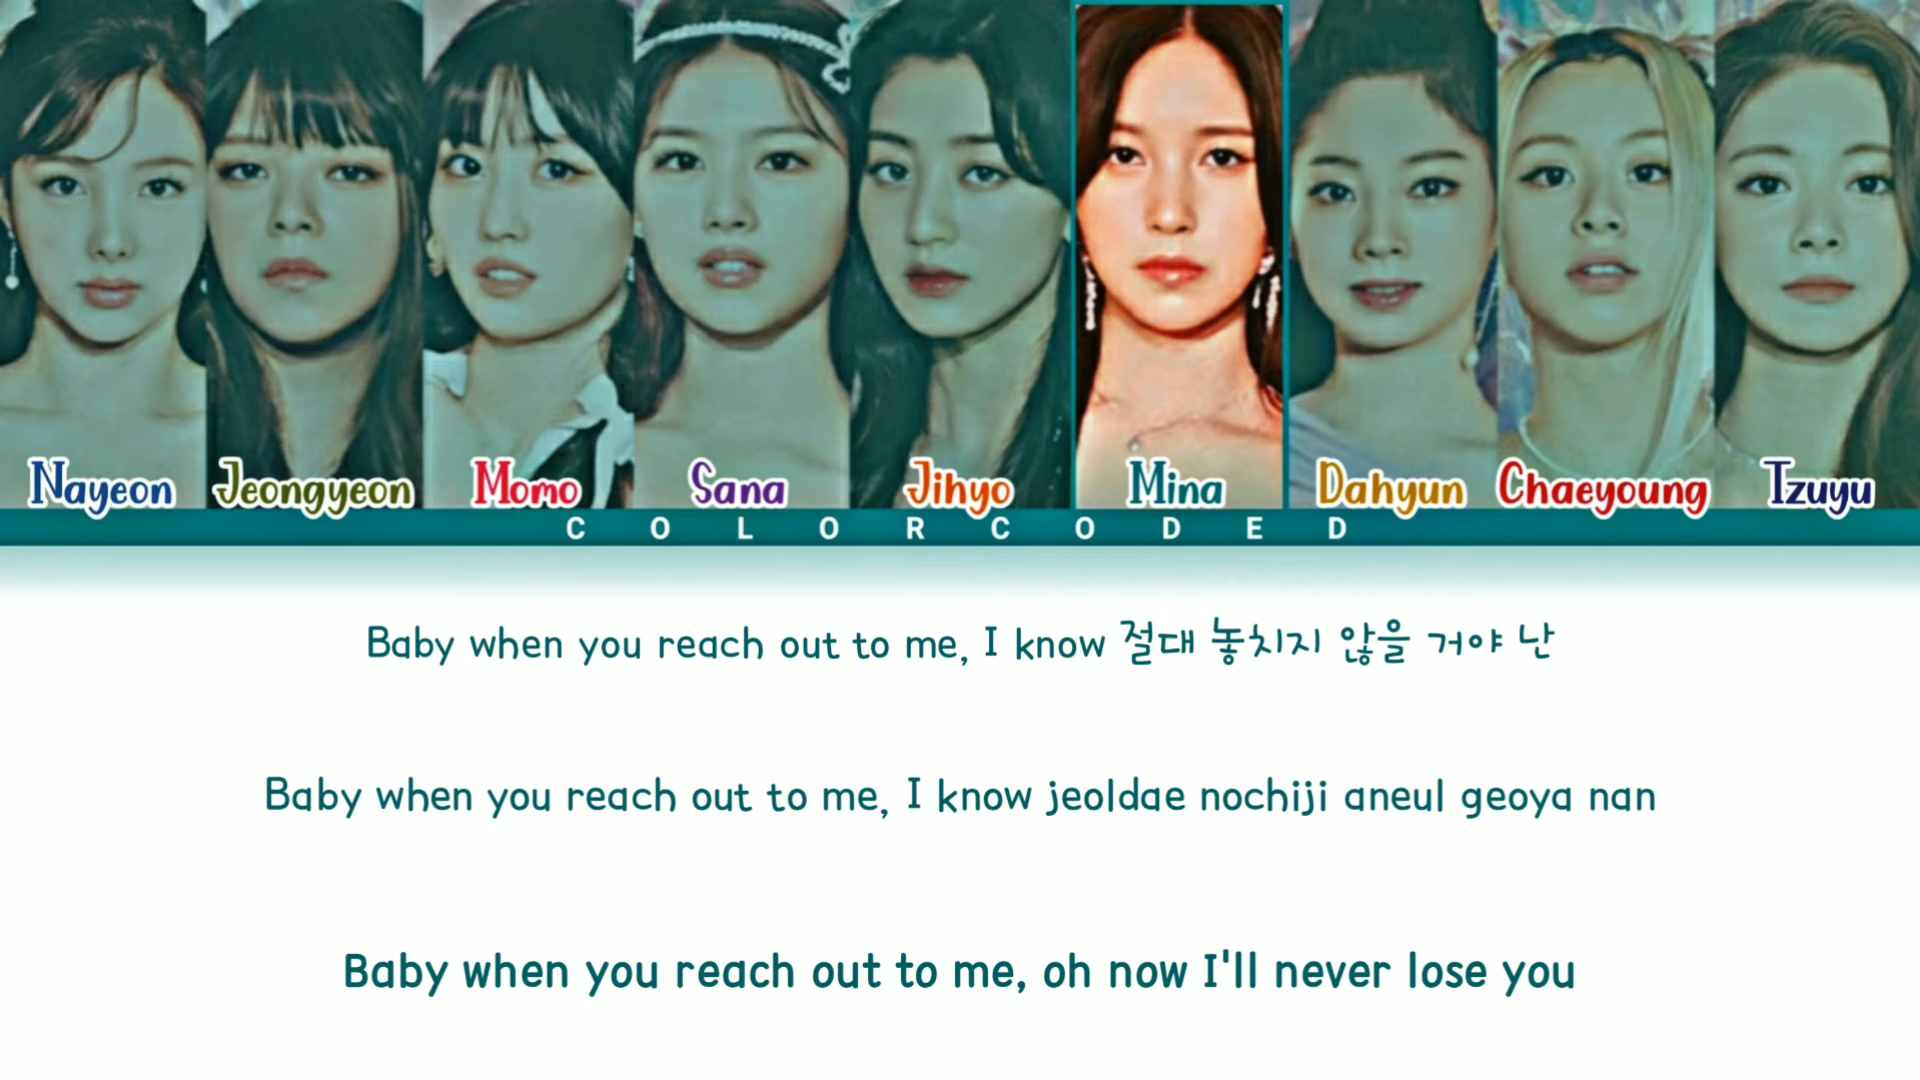 Nayeon Jeongyeon Momo Sana Jihyo Mina Dahyun Chaeyoung Tzuyu
COLOR CODED
Baby when you reach out to me, I know 절대 놓치지 않을 거야 난
Baby when you reach out to me, I know jeoldae nochiji aneul geoya nan
Baby when you reach out to me, oh now I'll never lose you